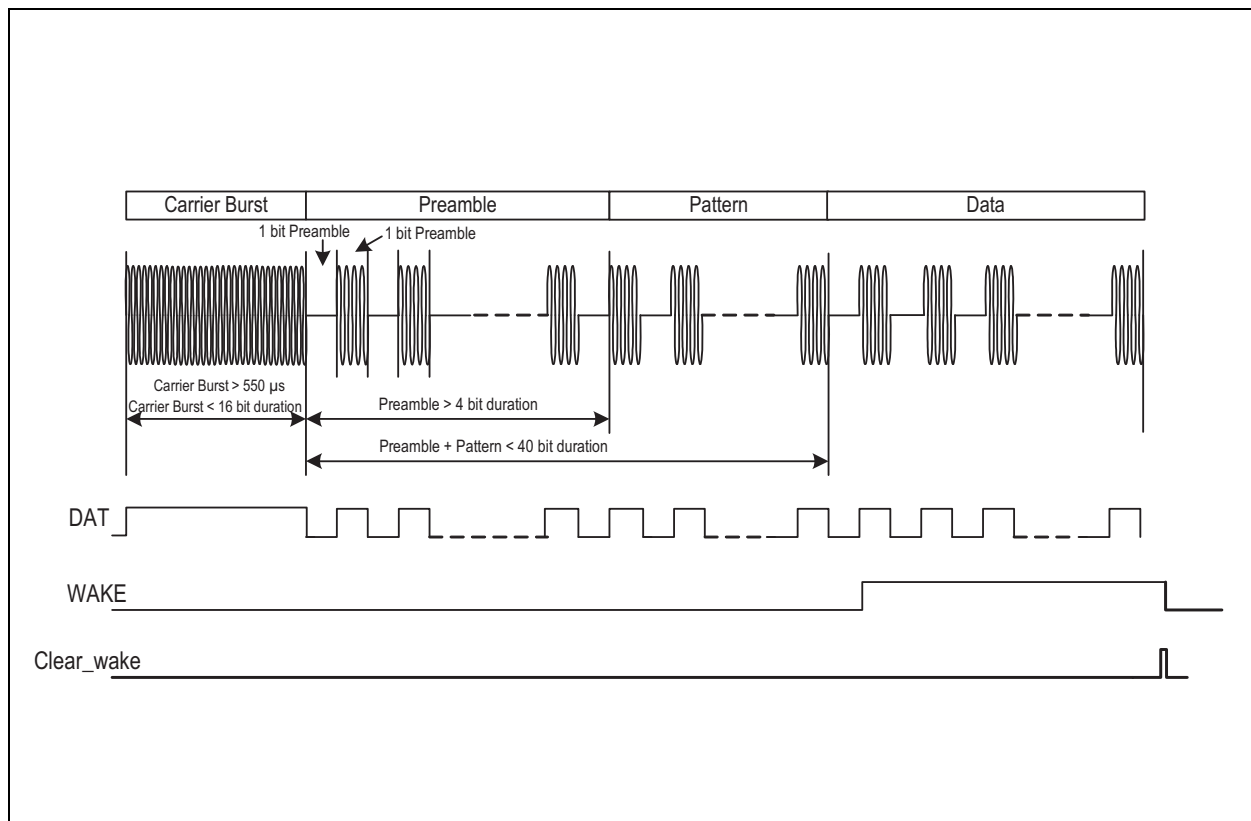 Carrier Burst
Preamble
Pattern
Data
1 bit Preamble
1 bit Preamble
Carrier Burst > 550 µs
Carrier Burst < 16 bit duration
Preamble > 4 bit duration
Preamble + Pattern < 40 bit duration
DAT
WAKE
Clear_wake